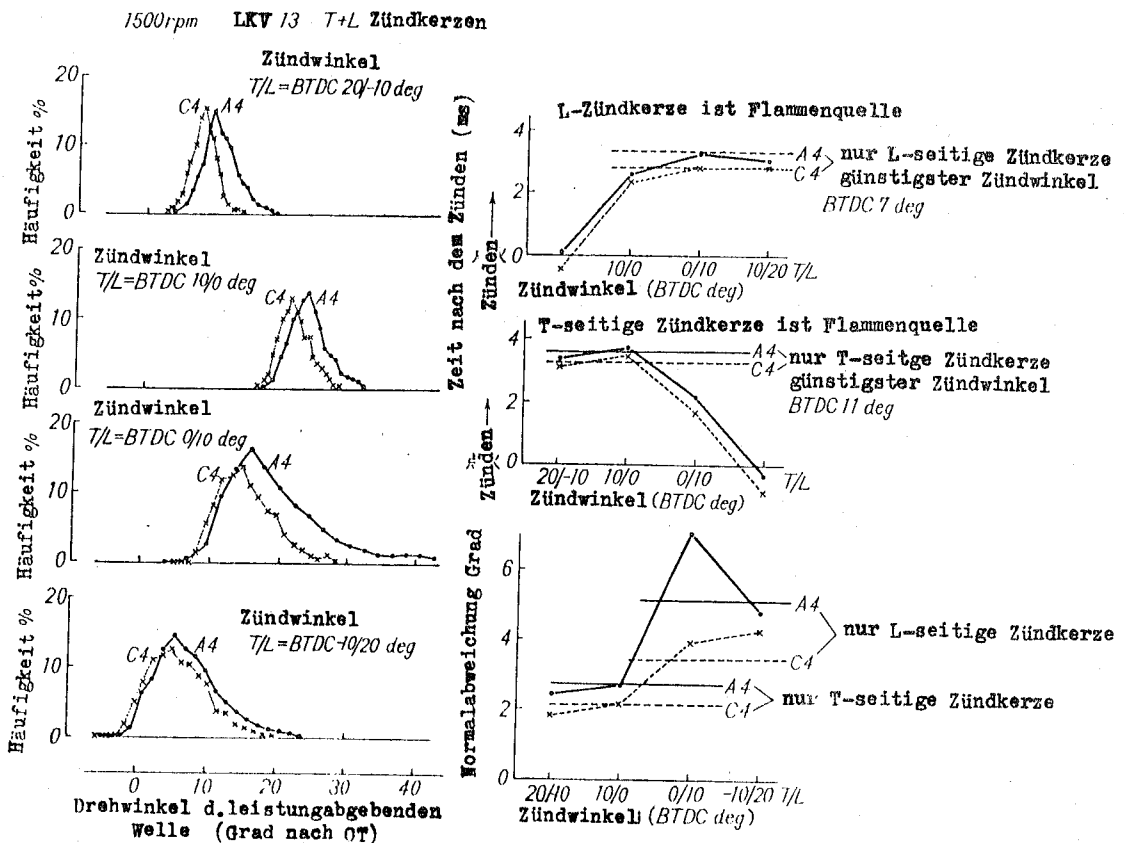 1500rpm LKV 13 T+L Zündkerzen
Zündwinkel
T/L=BTDC 20/-10 deg
C4 A4
20
10
0
Häufigkeit %
Zündwinkel
T/L=BTDC 10/0 deg
C4 A4
20
10
0
Häufigkeit %
Zündwinkel
T/L=BTDC 0/10 deg
C4 A4
20
10
0
Häufigkeit %
Zündwinkel
T/L=BTDC-10/20 deg
C4 A4
20
10
0
Häufigkeit %
0 10 20 30 40
Drehwinkel d.leistungabgebenden
Welle (Grad nach OT)
Zeit nach dem Zünden (ms)
L-Zündkerze ist Flammenquelle
4
2
0
Zünden
A4
C4
nur L-seitige Zündkerze
günstigster Zündwinkel
BTDC 7 deg
10/0 0/10 10/20 T/L
Zündwinkel (BTDC deg)
T-seitige Zündkerze ist Flammenquelle
4
2
0
Zünden
A4
C4
nur T-seitge Zündkerze
günstigster Zündwinkel
BTDC 11 deg
20/-10 10/0 0/10 T/L
Zündwinkel (BTDC deg)
Normalabweichung Grad
6
4
2
0
A4
C4
nur L-seitige Zündkerze
A4
C4
nur T-seitige Zündkerze
20/10 10/0 0/10 -10/20 T/L
Zündwinkel (BTDC deg)